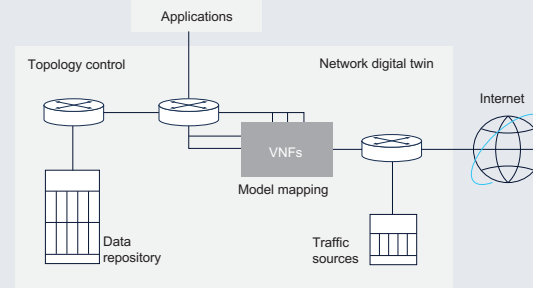 Applications
Topology control
Network digital twin
Internet
VNFs
Model mapping
Data
repository
Traffic
sources